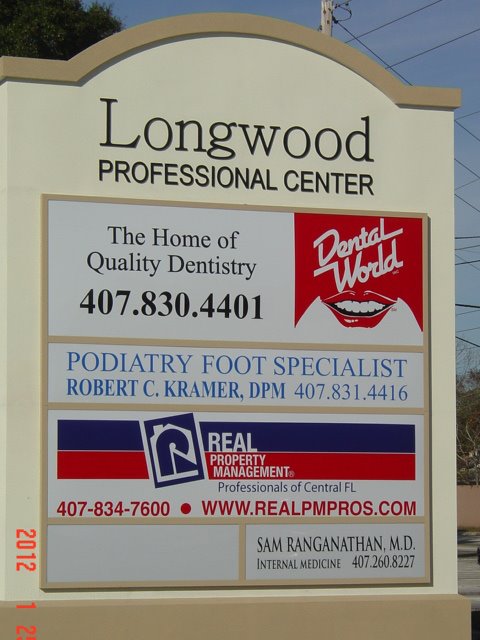 Longwood
PROFESSIONAL CENTER
The Home of
Quality Dentistry
407.830.4401
Dental
World
PODIATRY FOOT SPECIALIST
ROBERT C. KRAMER, DPM 407.831.4416
REAL
PROPERTY
MANAGEMENT®
Professionals of Central FL
407-834-7600 • WWW.REALPMPROS.COM
SAM RANGANATHAN, M.D.
INTERNAL MEDICINE 407.260.8227
2012 1 25